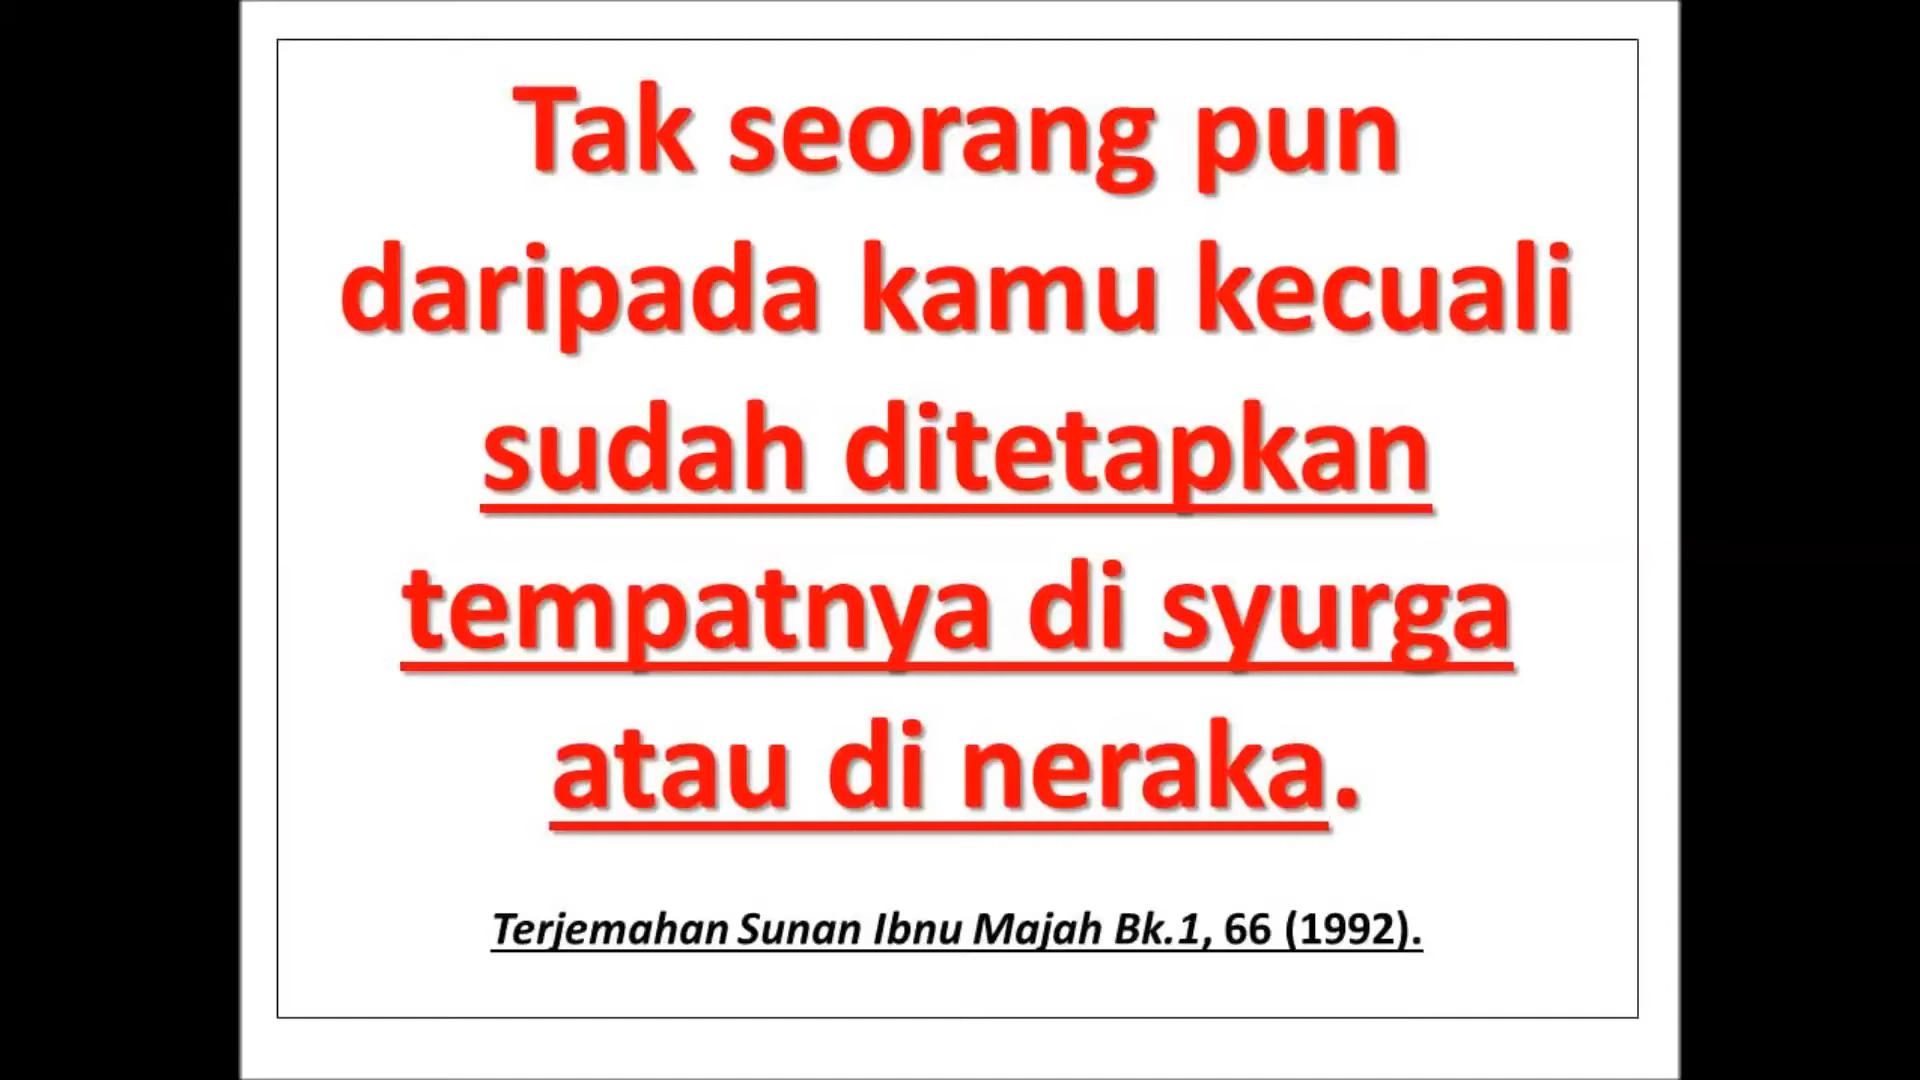 Tak seorang pun
daripada kamu kecuali
sudah ditetapkan
tempatnya di syurga
atau di neraka.
Terjemahan Sunan Ibnu Majah Bk.1, 66 (1992).